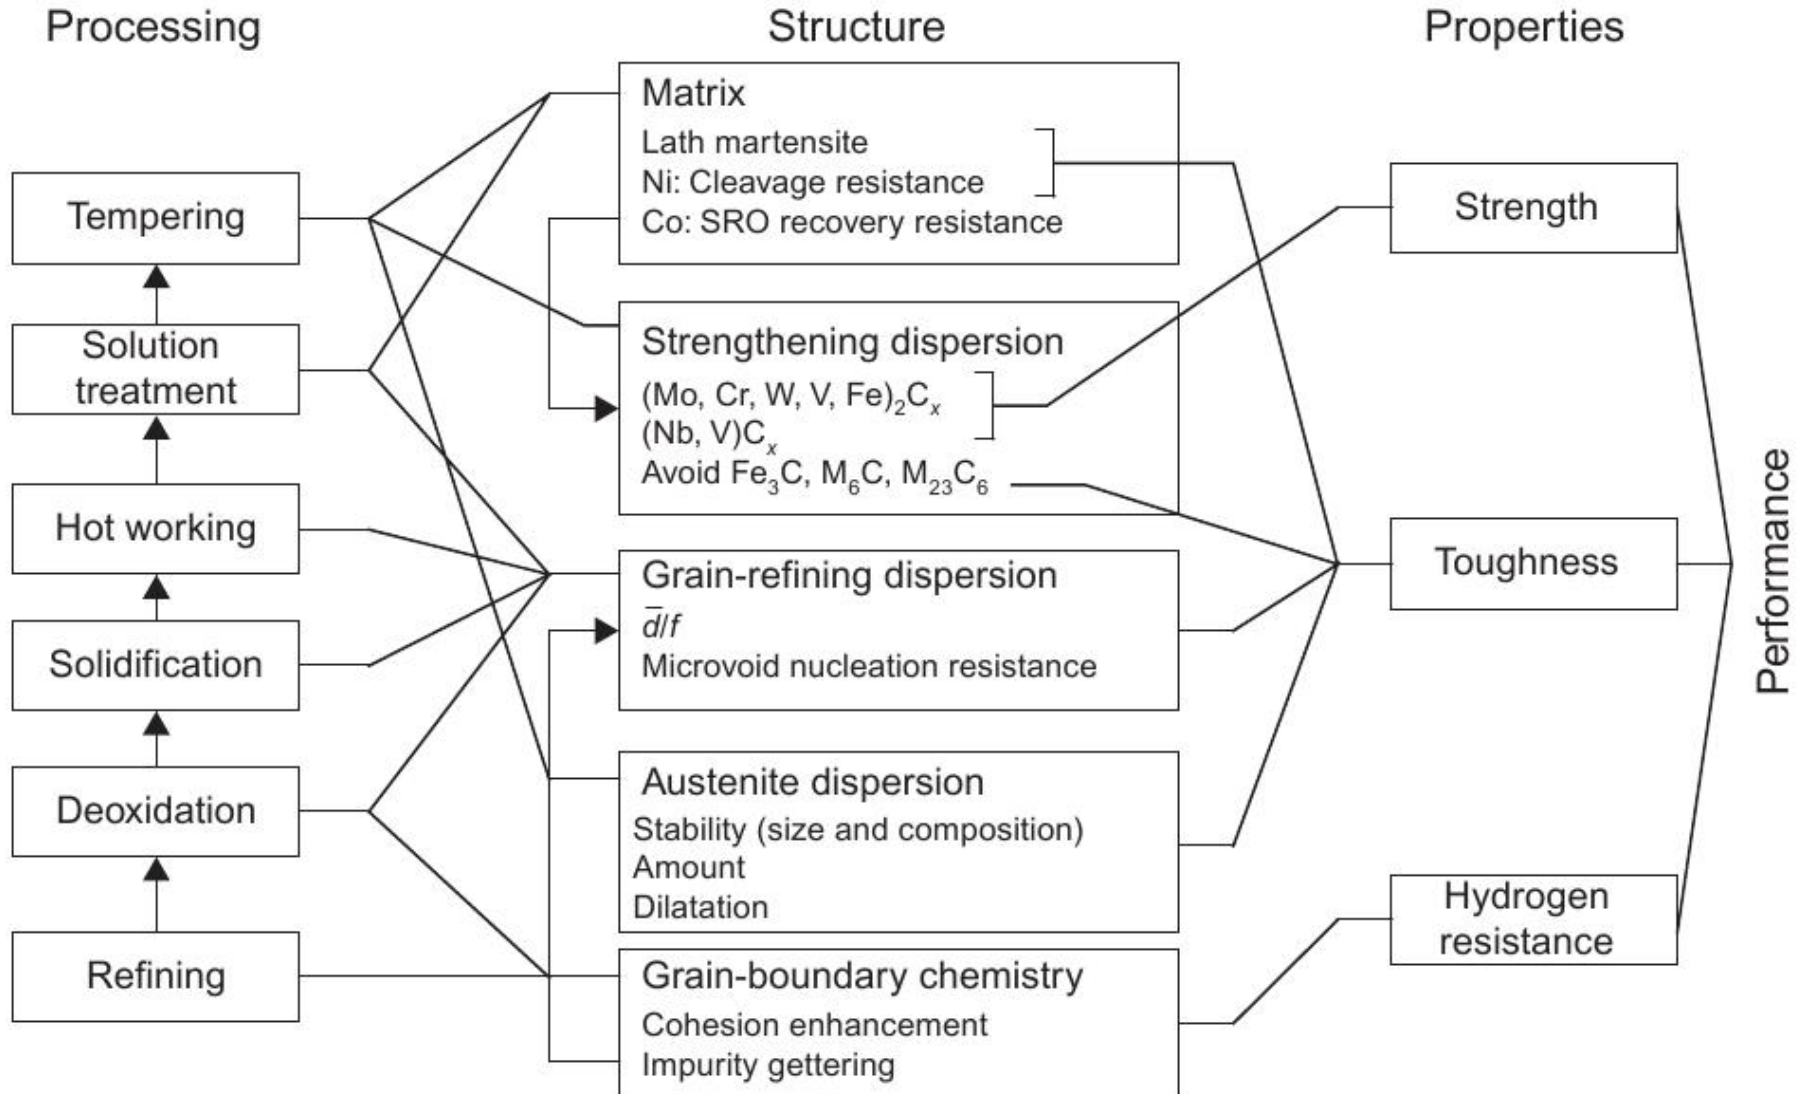 Processing
Structure
Properties
Tempering
Solution
treatment
Hot working
Solidification
Deoxidation
Refining
Matrix
Lath martensite
Ni: Cleavage resistance
Co: SRO recovery resistance
Strengthening dispersion
(Mo, Cr, W, V, Fe)₂Cₓ
(Nb, V)Cₓ
Avoid Fe₃C, M₆C, M₂₃C₆
Grain-refining dispersion
d̅/f
Microvoid nucleation resistance
Austenite dispersion
Stability (size and composition)
Amount
Dilatation
Grain-boundary chemistry
Cohesion enhancement
Impurity gettering
Strength
Toughness
Hydrogen
resistance
Performance